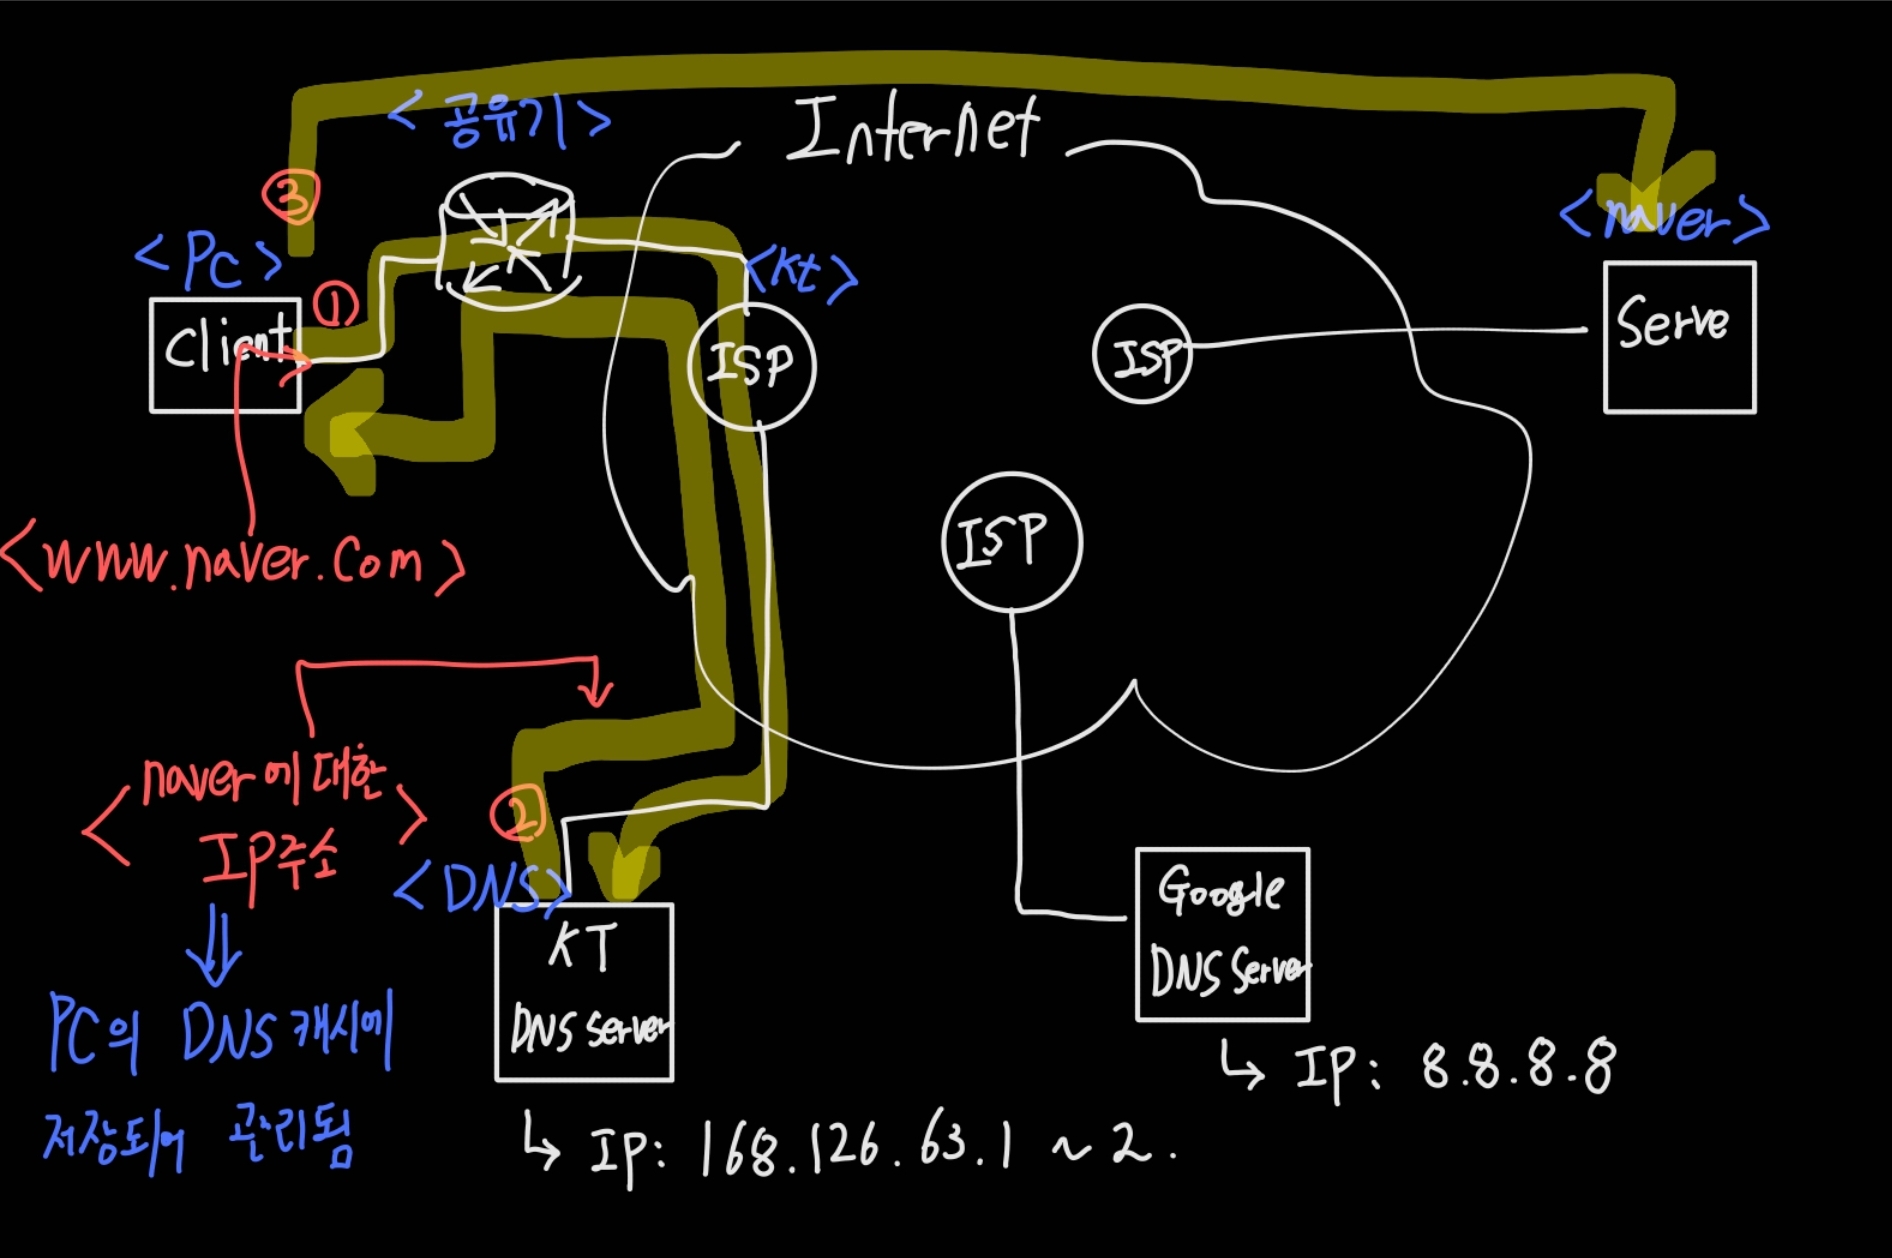 <공유기>
Internet
③
<PC>
<kt>
<naver>
①
Client
ISP
ISP
Serve
<www.naver.com>
ISP
<naver에 대한
IP주소>
②
<DNS>
KT
DNS Server
Google
DNS Server
PC의 DNS 캐시에
저장되어 관리됨
↳ IP: 8.8.8.8
↳ IP: 168.126.63.1 ~ 2.